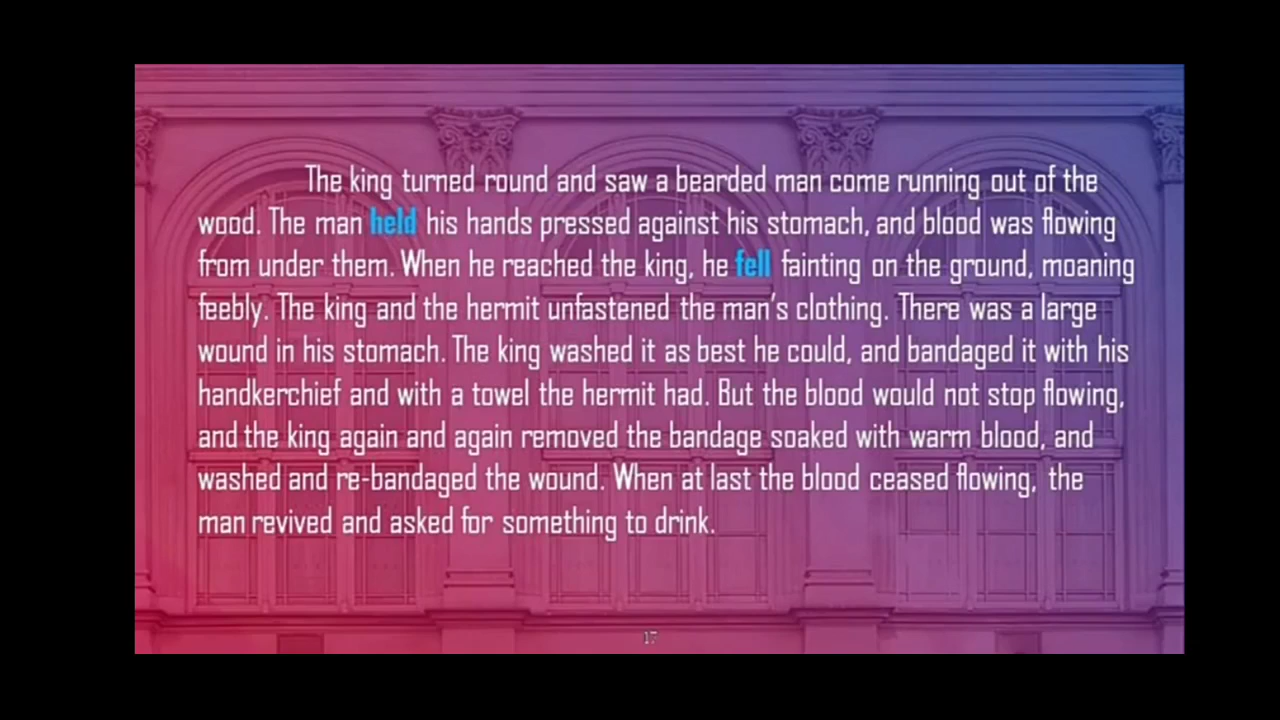 The king turned round and saw a bearded man come running out of the
wood. The man held his hands pressed against his stomach, and blood was flowing
from under them. When he reached the king, he fell fainting on the ground, moaning
feebly. The king and the hermit unfastened the man's clothing. There was a large
wound in his stomach. The king washed it as best he could, and bandaged it with his
handkerchief and with a towel the hermit had. But the blood would not stop flowing,
and the king again and again removed the bandage soaked with warm blood, and
washed and re-bandaged the wound. When at last the blood ceased flowing, the
man revived and asked for something to drink.
17